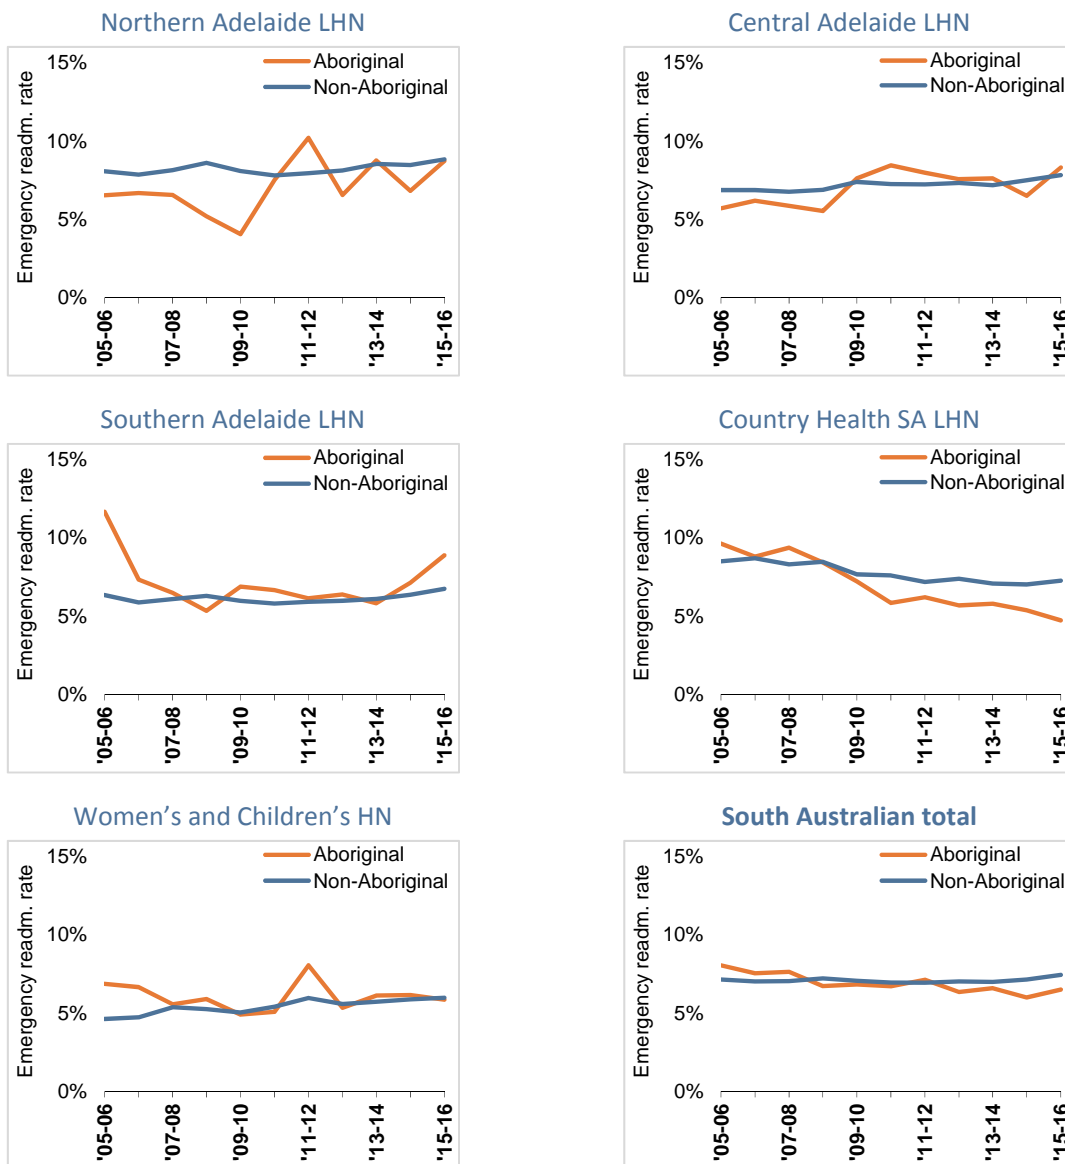 Northern Adelaide LHN
Emergency readm. rate
15%
10%
5%
0%
Aboriginal
Non-Aboriginal
'05-06
'07-08
'09-10
'11-12
'13-14
'15-16
Central Adelaide LHN
Emergency readm. rate
15%
10%
5%
0%
Aboriginal
Non-Aboriginal
'05-06
'07-08
'09-10
'11-12
'13-14
'15-16
Southern Adelaide LHN
Emergency readm. rate
15%
10%
5%
0%
Aboriginal
Non-Aboriginal
'05-06
'07-08
'09-10
'11-12
'13-14
'15-16
Country Health SA LHN
Emergency readm. rate
15%
10%
5%
0%
Aboriginal
Non-Aboriginal
'05-06
'07-08
'09-10
'11-12
'13-14
'15-16
Women’s and Children’s HN
Emergency readm. rate
15%
10%
5%
0%
Aboriginal
Non-Aboriginal
'05-06
'07-08
'09-10
'11-12
'13-14
'15-16
South Australian total
Emergency readm. rate
15%
10%
5%
0%
Aboriginal
Non-Aboriginal
'05-06
'07-08
'09-10
'11-12
'13-14
'15-16